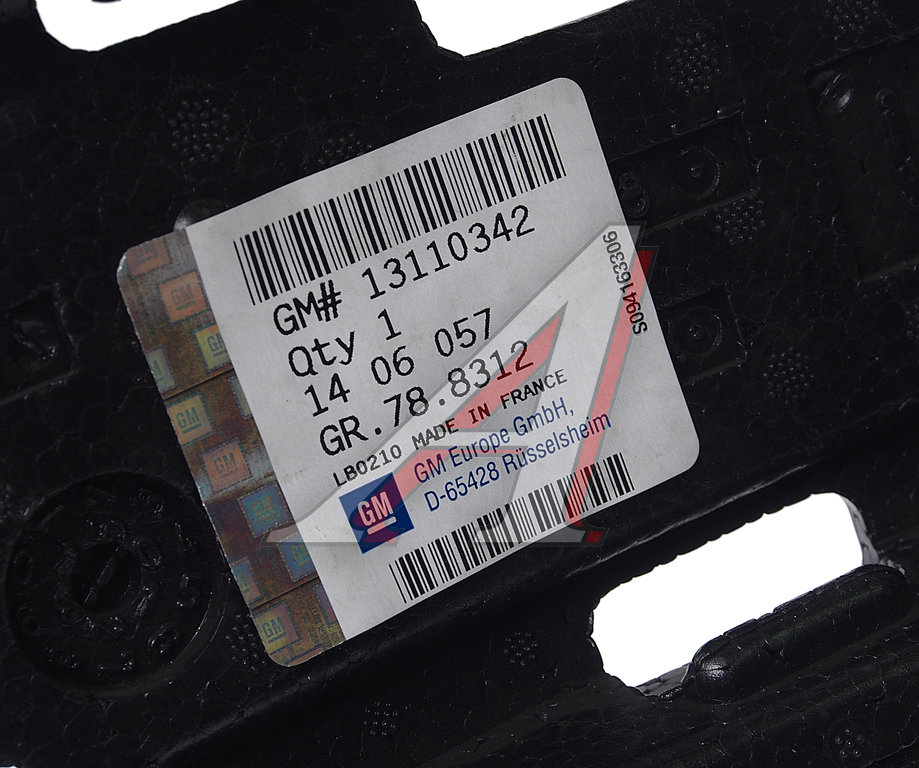 GM# 13110342
Qty 1
14 06 057
GR.78.8312
LB0210 MADE IN FRANCE
GM
GM Europe GmbH,
D-65428 Rüsselsheim
S094163306